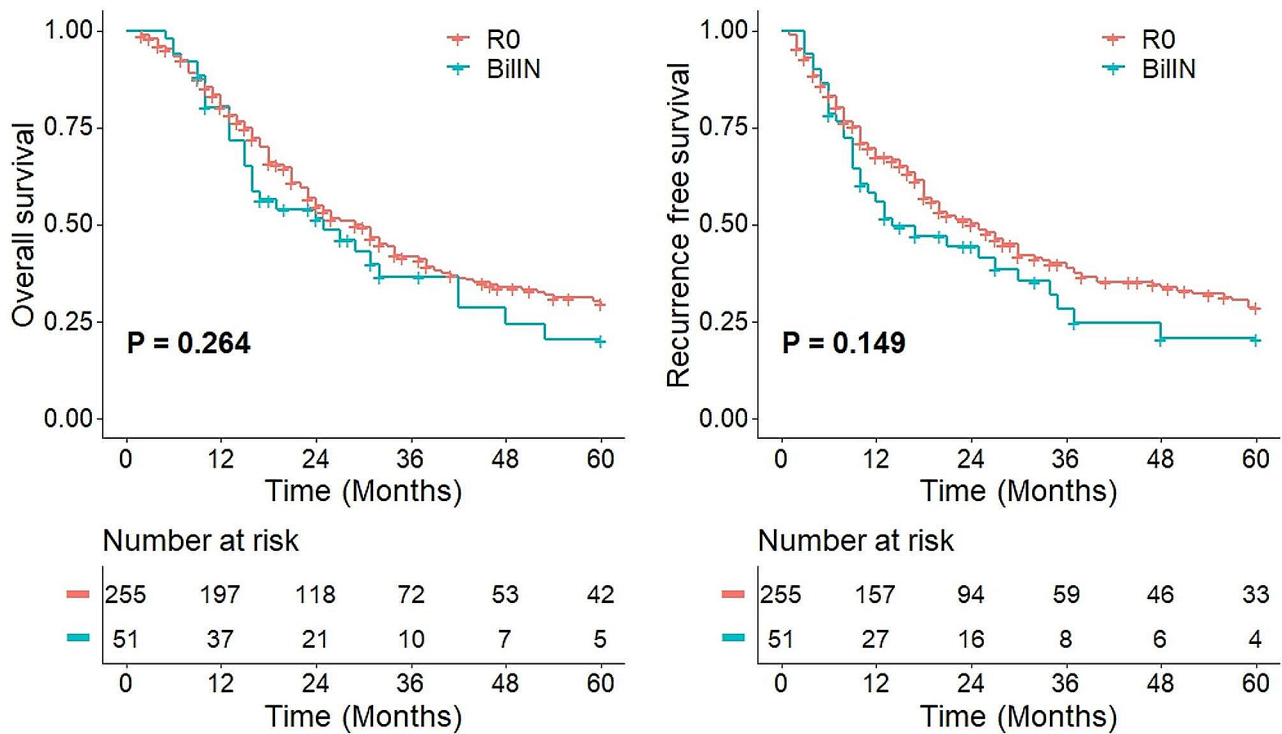 Overall survival
1.00
0.75
0.50
0.25
0.00
R0
BilIN
P = 0.264
0 12 24 36 48 60
Time (Months)
Number at risk
255 197 118 72 53 42
51 37 21 10 7 5
0 12 24 36 48 60
Time (Months)
Recurrence free survival
1.00
0.75
0.50
0.25
0.00
R0
BilIN
P = 0.149
0 12 24 36 48 60
Time (Months)
Number at risk
255 157 94 59 46 33
51 27 16 8 6 4
0 12 24 36 48 60
Time (Months)